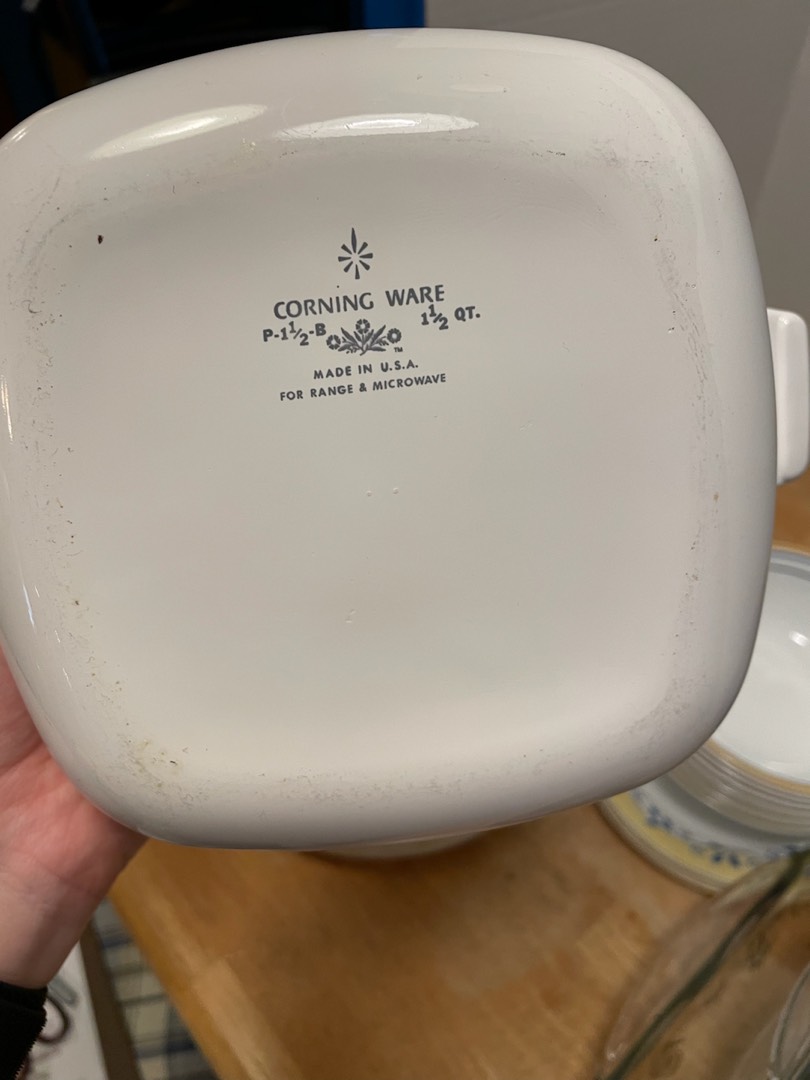 CORNING WARE
P-1½-B 1½ QT.
TM
MADE IN U.S.A.
FOR RANGE & MICROWAVE